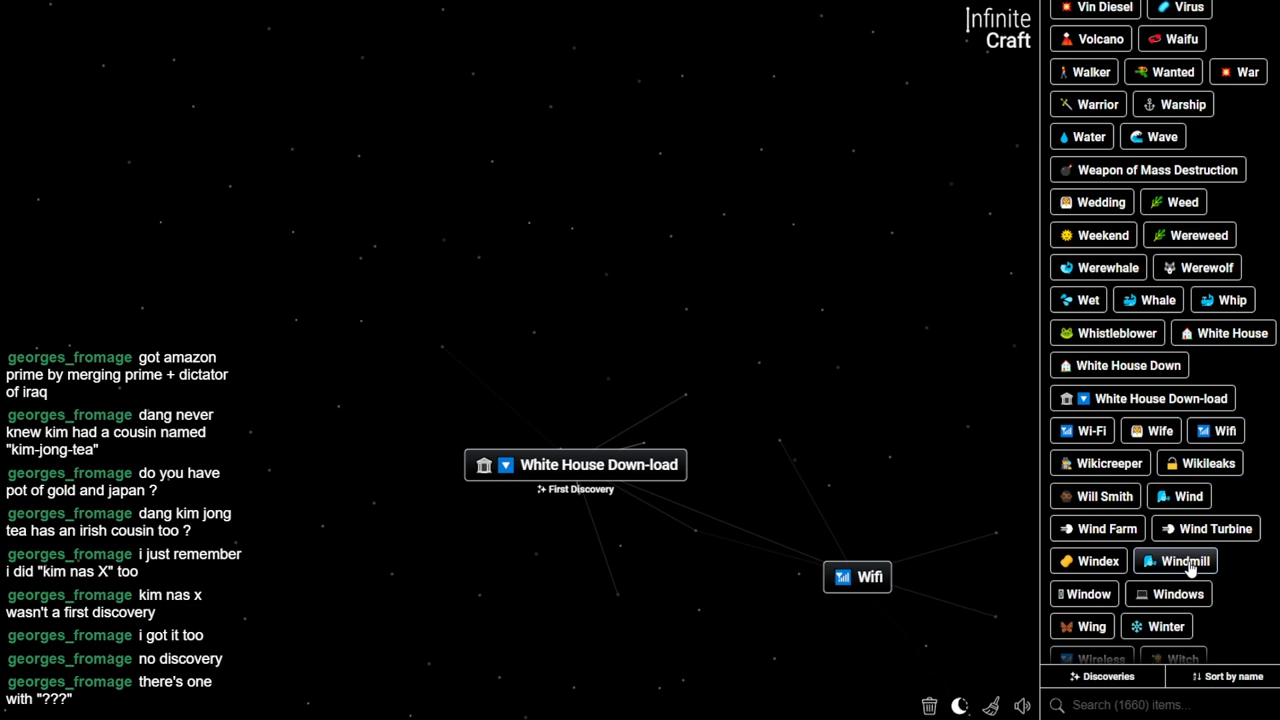 Infinite
Craft
georges_fromage got amazon
prime by merging prime + dictator
of iraq
georges_fromage dang never
knew kim had a cousin named
"kim-jong-tea"
georges_fromage do you have
pot of gold and japan ?
georges_fromage dang kim jong
tea has an irish cousin too ?
georges_fromage i just remember
i did "kim nas X" too
georges_fromage kim nas x
wasn't a first discovery
georges_fromage i got it too
georges_fromage no discovery
georges_fromage there's one
with "???"
White House Down-load
First Discovery
Wifi
Vin Diesel Virus
Volcano Waifu
Walker Wanted War
Warrior Warship
Water Wave
Weapon of Mass Destruction
Wedding Weed
Weekend Wereweed
Werewhale Werewolf
Wet Whale Whip
Whistleblower White House
White House Down
White House Down-load
Wi-Fi Wife Wifi
Wikicreeper Wikileaks
Will Smith Wind
Wind Farm Wind Turbine
Windex Windmill
Window Windows
Wing Winter
Wireless Witch
Discoveries Sort by name
Search (1660) items...